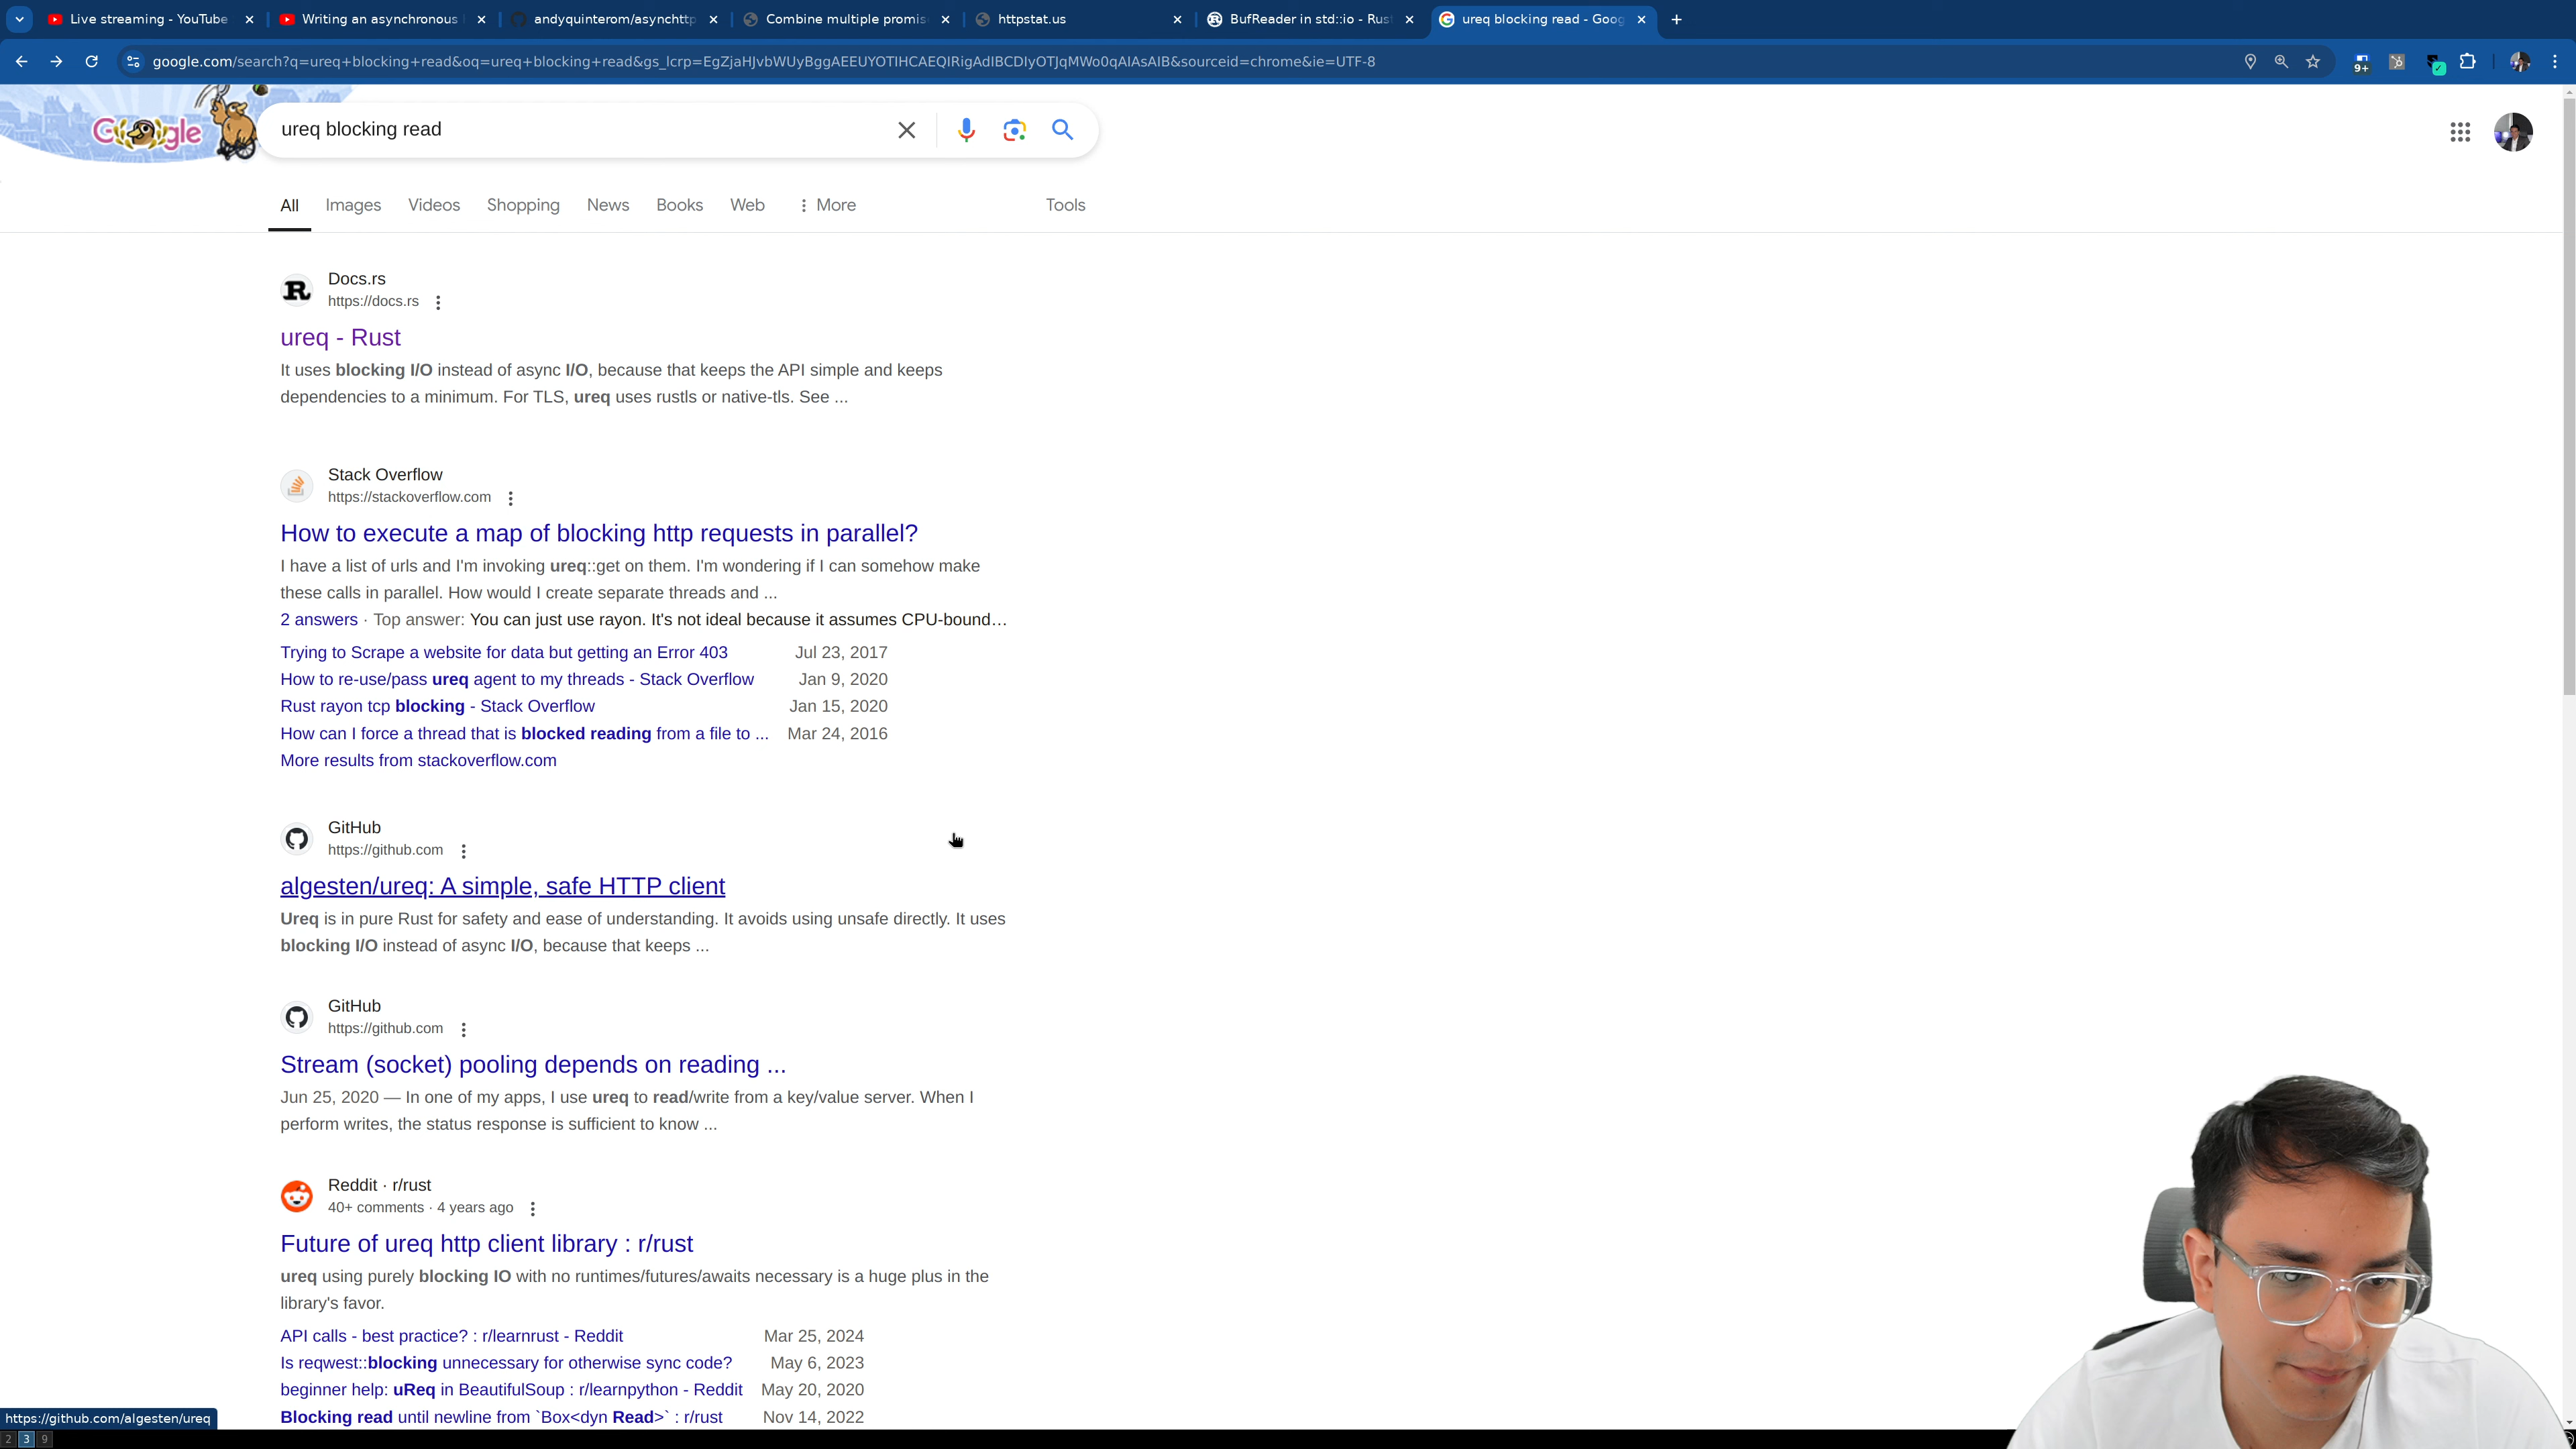 Live streaming - YouTube
Writing an asynchronous
andyquinterom/asynchttp
Combine multiple promis
httpstat.us
BufReader in std::io - Rus
ureq blocking read - Goog
google.com/search?q=ureq+blocking+read&oq=ureq+blocking+read&gs_lcrp=EgZjaHJvbWUyBggAEEUYOTIHCAEQIRigAdIBCDIyOTJqMWo0qAIAsAIB&sourceid=chrome&ie=UTF-8
9+
ureq blocking read
All
Images
Videos
Shopping
News
Books
Web
More
Tools
Docs.rs
https://docs.rs
ureq - Rust
It uses blocking I/O instead of async I/O, because that keeps the API simple and keeps
dependencies to a minimum. For TLS, ureq uses rustls or native-tls. See ...
Stack Overflow
https://stackoverflow.com
How to execute a map of blocking http requests in parallel?
I have a list of urls and I'm invoking ureq::get on them. I'm wondering if I can somehow make
these calls in parallel. How would I create separate threads and ...
2 answers · Top answer: You can just use rayon. It's not ideal because it assumes CPU-bound…
Trying to Scrape a website for data but getting an Error 403 Jul 23, 2017
How to re-use/pass ureq agent to my threads - Stack Overflow Jan 9, 2020
Rust rayon tcp blocking - Stack Overflow Jan 15, 2020
How can I force a thread that is blocked reading from a file to ... Mar 24, 2016
More results from stackoverflow.com
GitHub
https://github.com
algesten/ureq: A simple, safe HTTP client
Ureq is in pure Rust for safety and ease of understanding. It avoids using unsafe directly. It uses
blocking I/O instead of async I/O, because that keeps ...
GitHub
https://github.com
Stream (socket) pooling depends on reading ...
Jun 25, 2020 — In one of my apps, I use ureq to read/write from a key/value server. When I
perform writes, the status response is sufficient to know ...
Reddit · r/rust
40+ comments · 4 years ago
Future of ureq http client library : r/rust
ureq using purely blocking IO with no runtimes/futures/awaits necessary is a huge plus in the
library's favor.
API calls - best practice? : r/learnrust - Reddit Mar 25, 2024
Is reqwest::blocking unnecessary for otherwise sync code? May 6, 2023
beginner help: uReq in BeautifulSoup : r/learnpython - Reddit May 20, 2020
Blocking read until newline from `Box<dyn Read>` : r/rust Nov 14, 2022
https://github.com/algesten/ureq
2 3 9